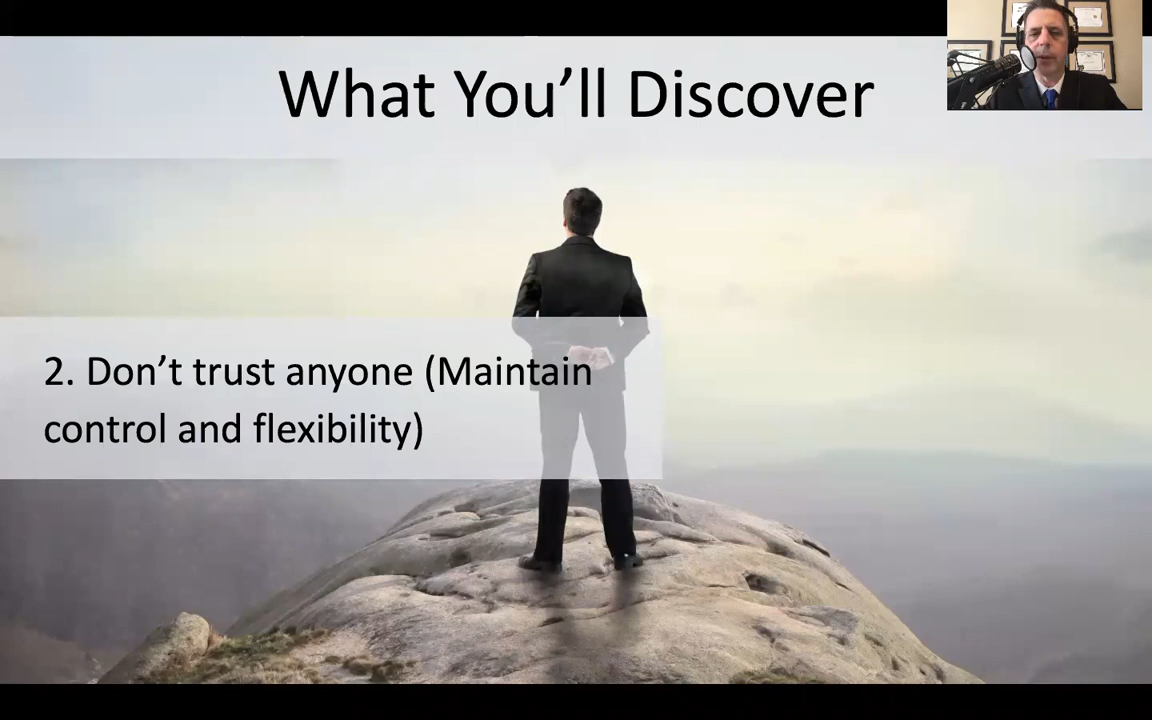 What You’ll Discover
2. Don’t trust anyone (Maintain
control and flexibility)